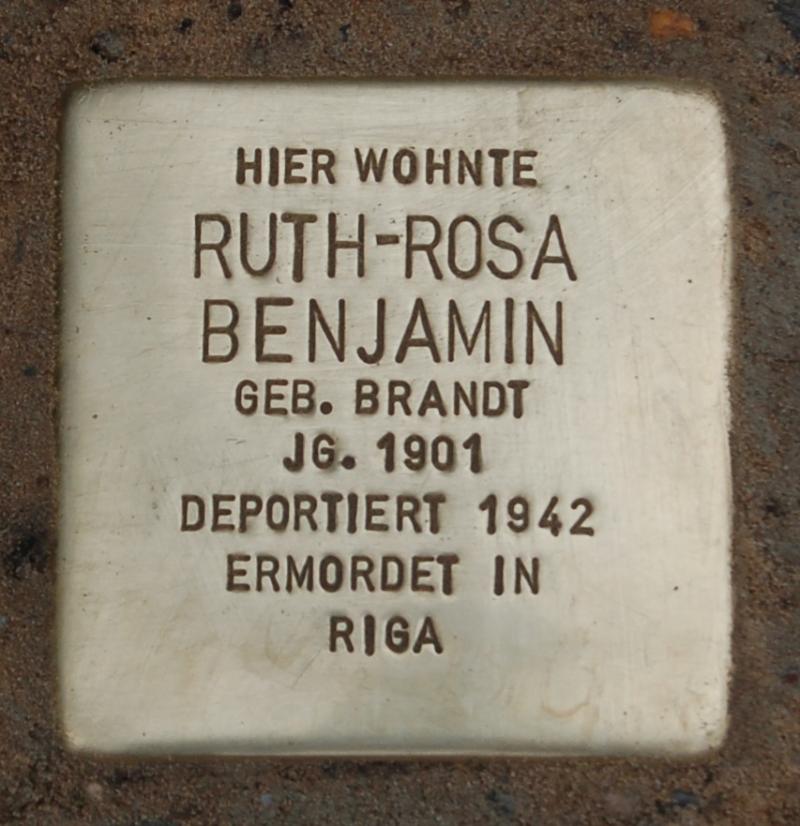 HIER WOHNTE
RUTH-ROSA
BENJAMIN
GEB. BRANDT
JG. 1901
DEPORTIERT 1942
ERMORDET IN
RIGA